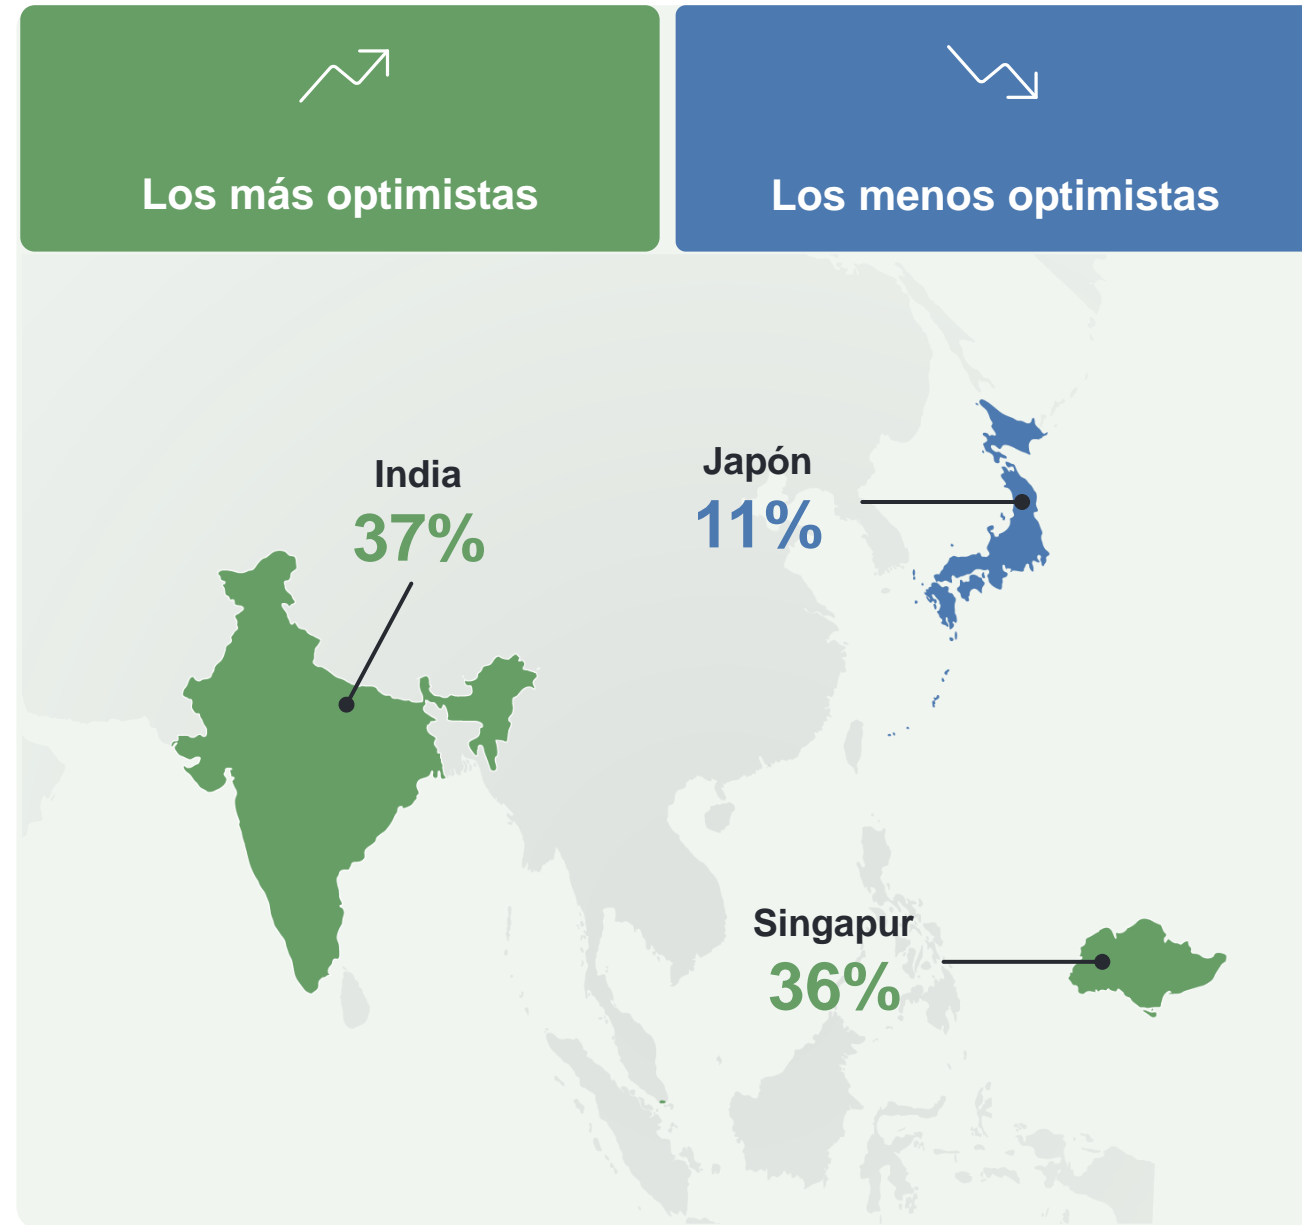 Los más optimistas
Los menos optimistas
India
37%
Japón
11%
Singapur
36%